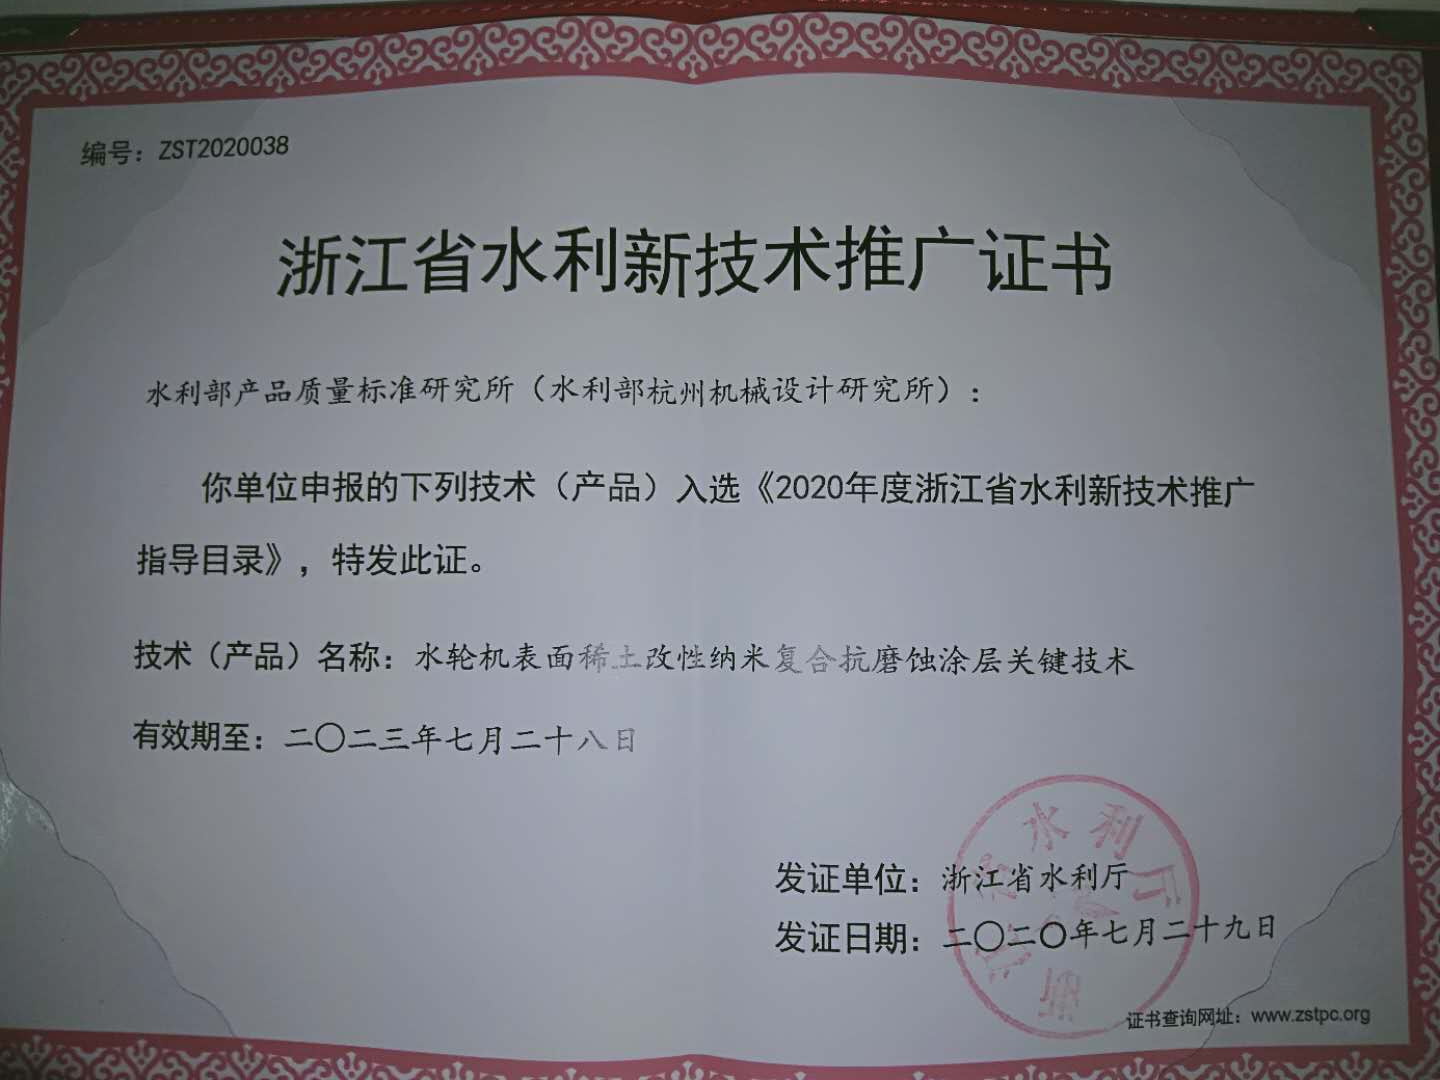 编号：ZST2020038
浙江省水利新技术推广证书
水利部产品质量标准研究所（水利部杭州机械设计研究所）：
你单位申报的下列技术（产品）入选《2020年度浙江省水利新技术推广
指导目录》，特发此证。
技术（产品）名称：水轮机表面稀土改性纳米复合抗磨蚀涂层关键技术
有效期至：二〇二三年七月二十八日
浙江省水利厅
发证单位：浙江省水利厅
发证日期：二〇二〇年七月二十九日
证书查询网址：www.zstpc.org